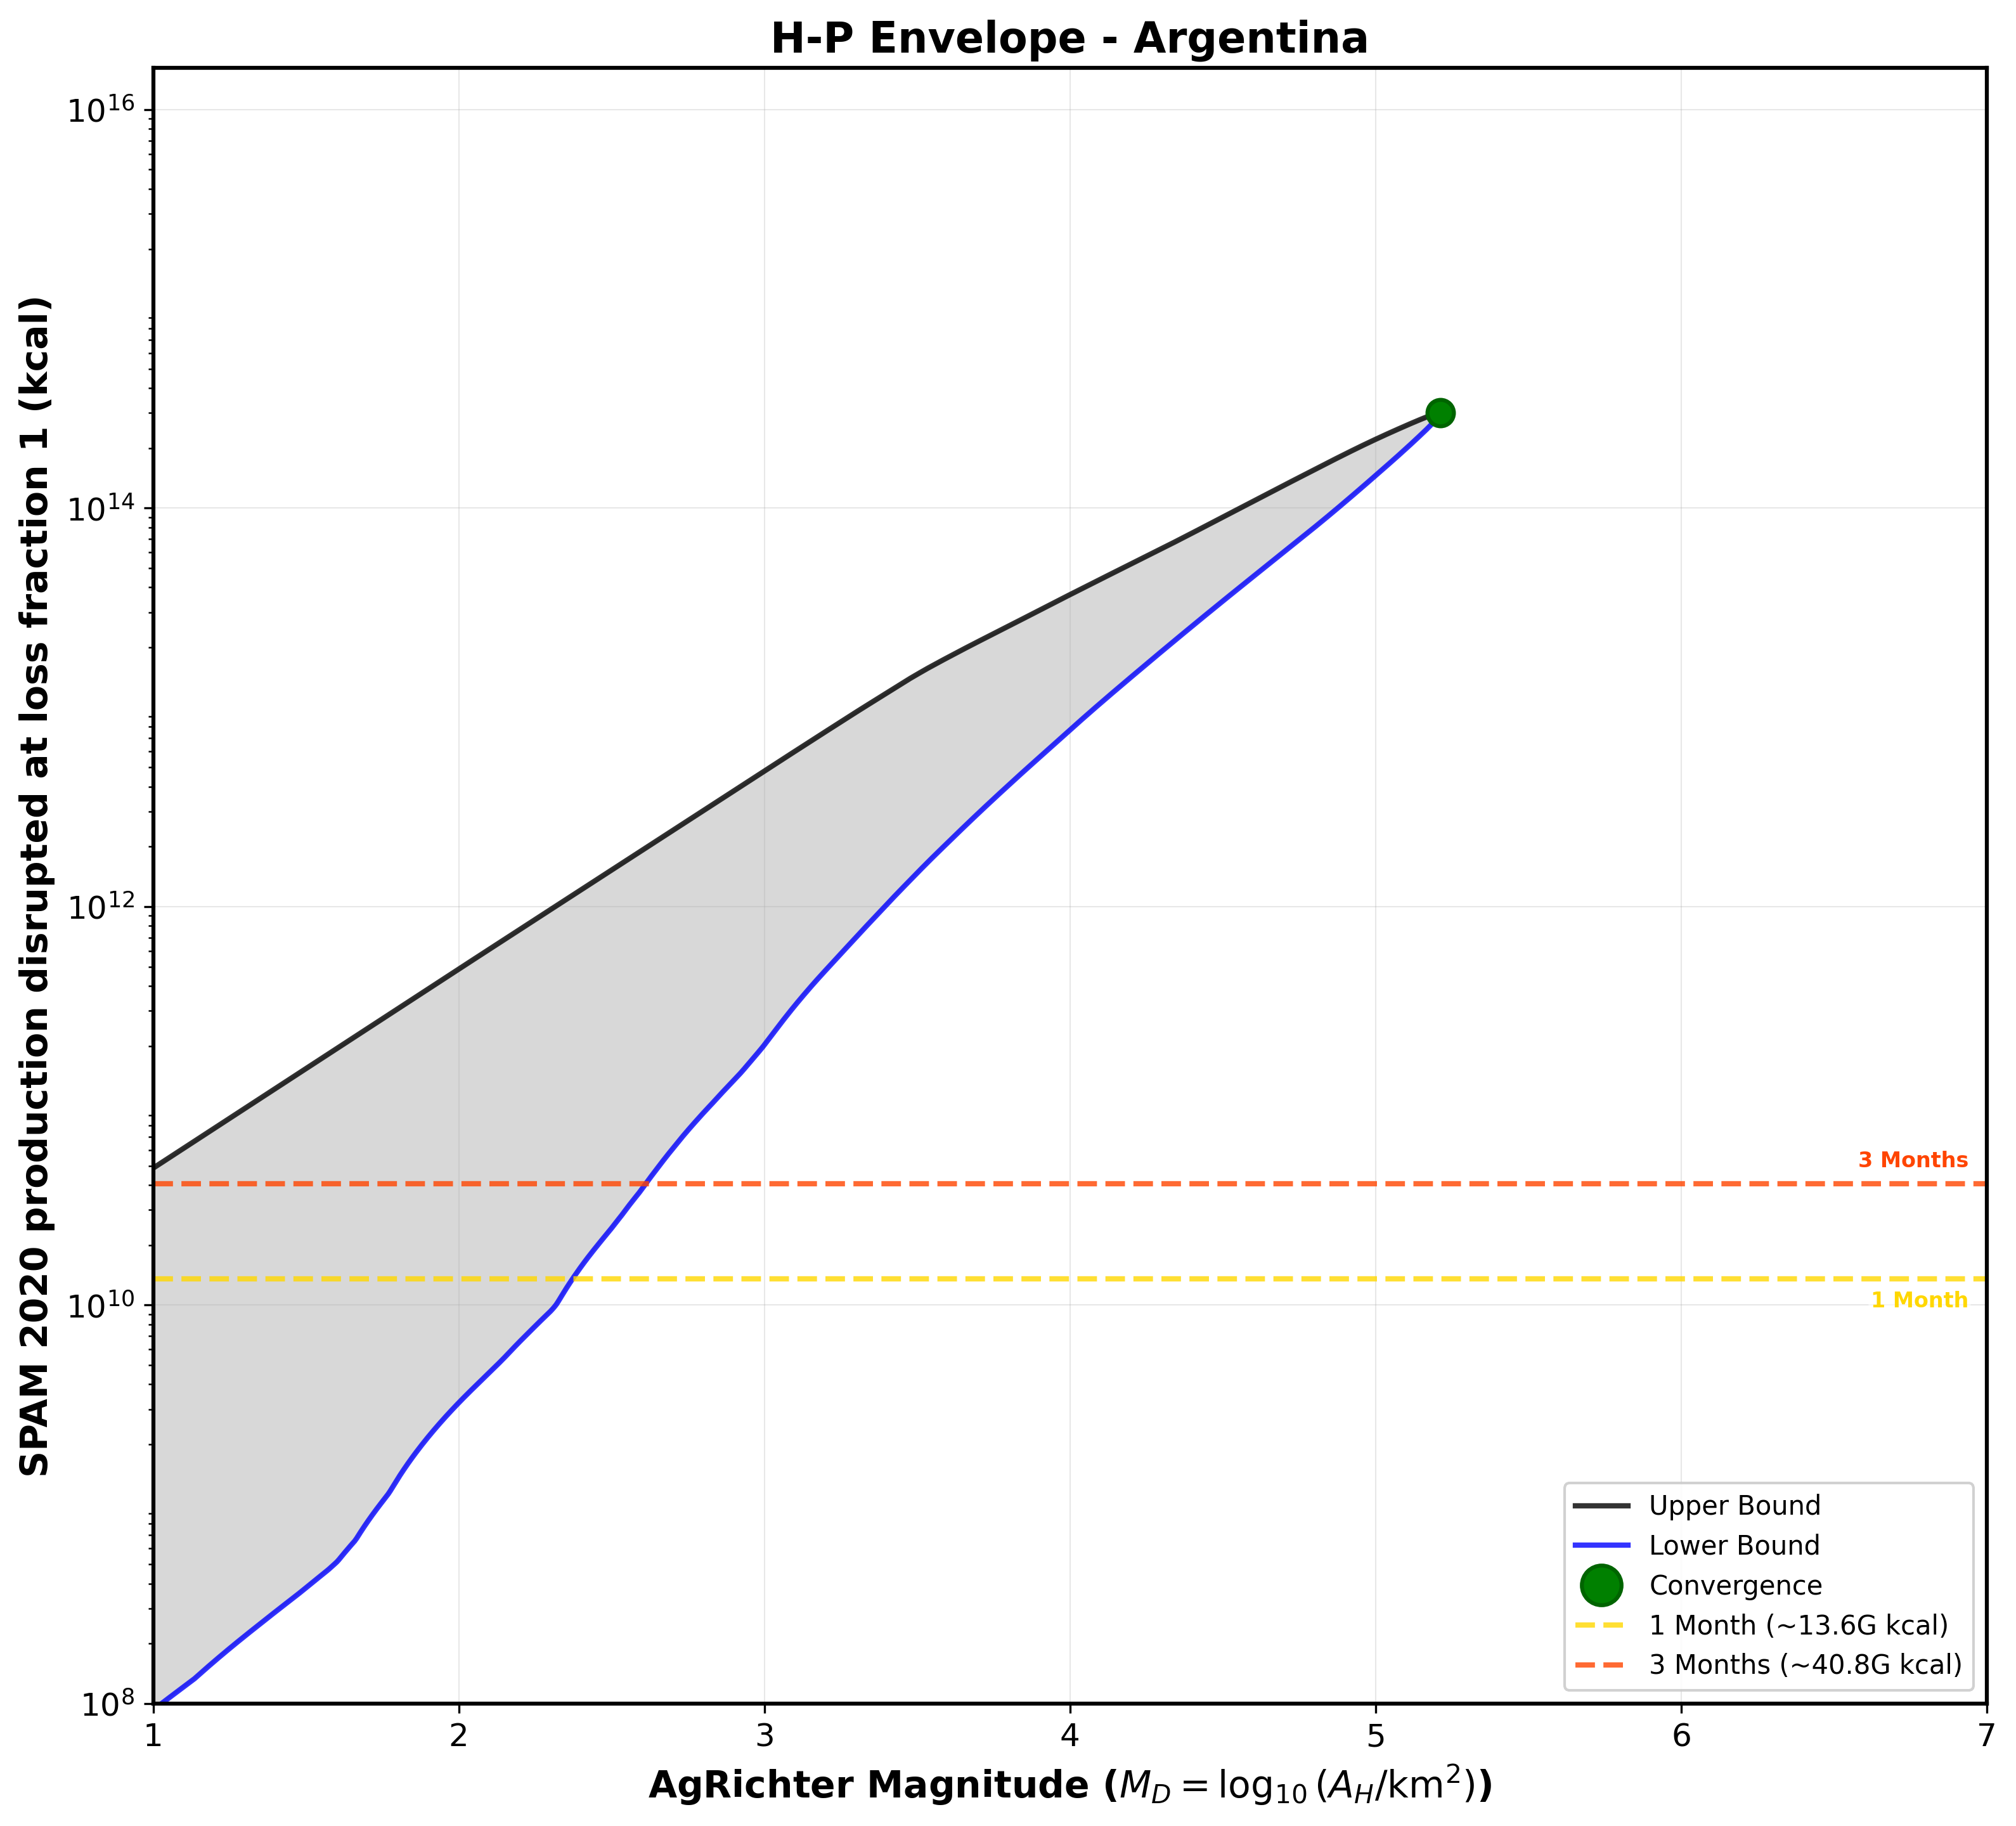 H-P Envelope - Argentina
SPAM 2020 production disrupted at loss fraction 1 (kcal)
10^16
10^14
10^12
10^10
10^8
3 Months
1 Month
Upper Bound
Lower Bound
Convergence
1 Month (~13.6G kcal)
3 Months (~40.8G kcal)
1 2 3 4 5 6 7
AgRichter Magnitude (M_D = log_10(A_H/km^2))